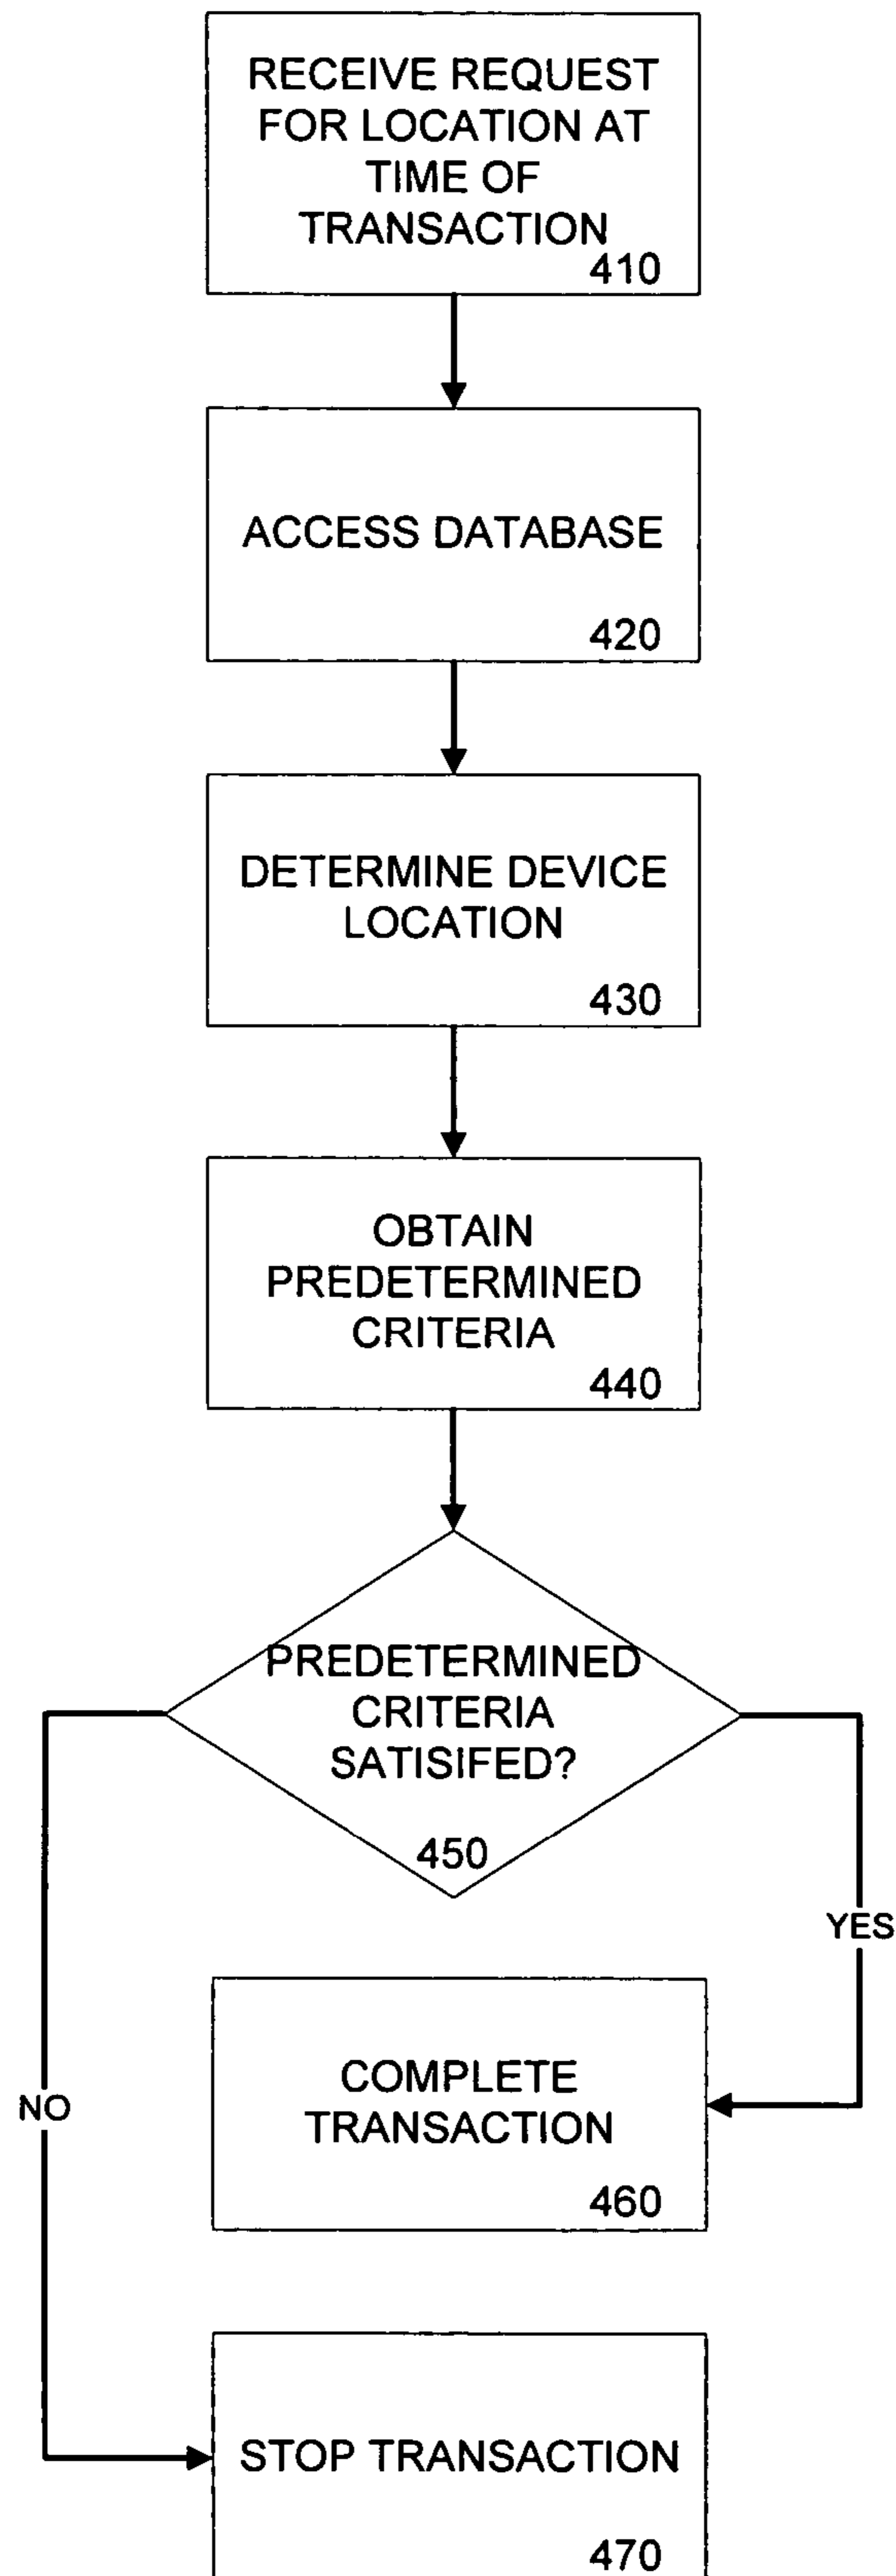 RECEIVE REQUEST
FOR LOCATION AT
TIME OF
TRANSACTION
410
ACCESS DATABASE
420
DETERMINE DEVICE
LOCATION
430
OBTAIN
PREDETERMINED
CRITERIA
440
PREDETERMINED
CRITERIA
SATISIFED?
450
YES
COMPLETE
TRANSACTION
460
NO
STOP TRANSACTION
470